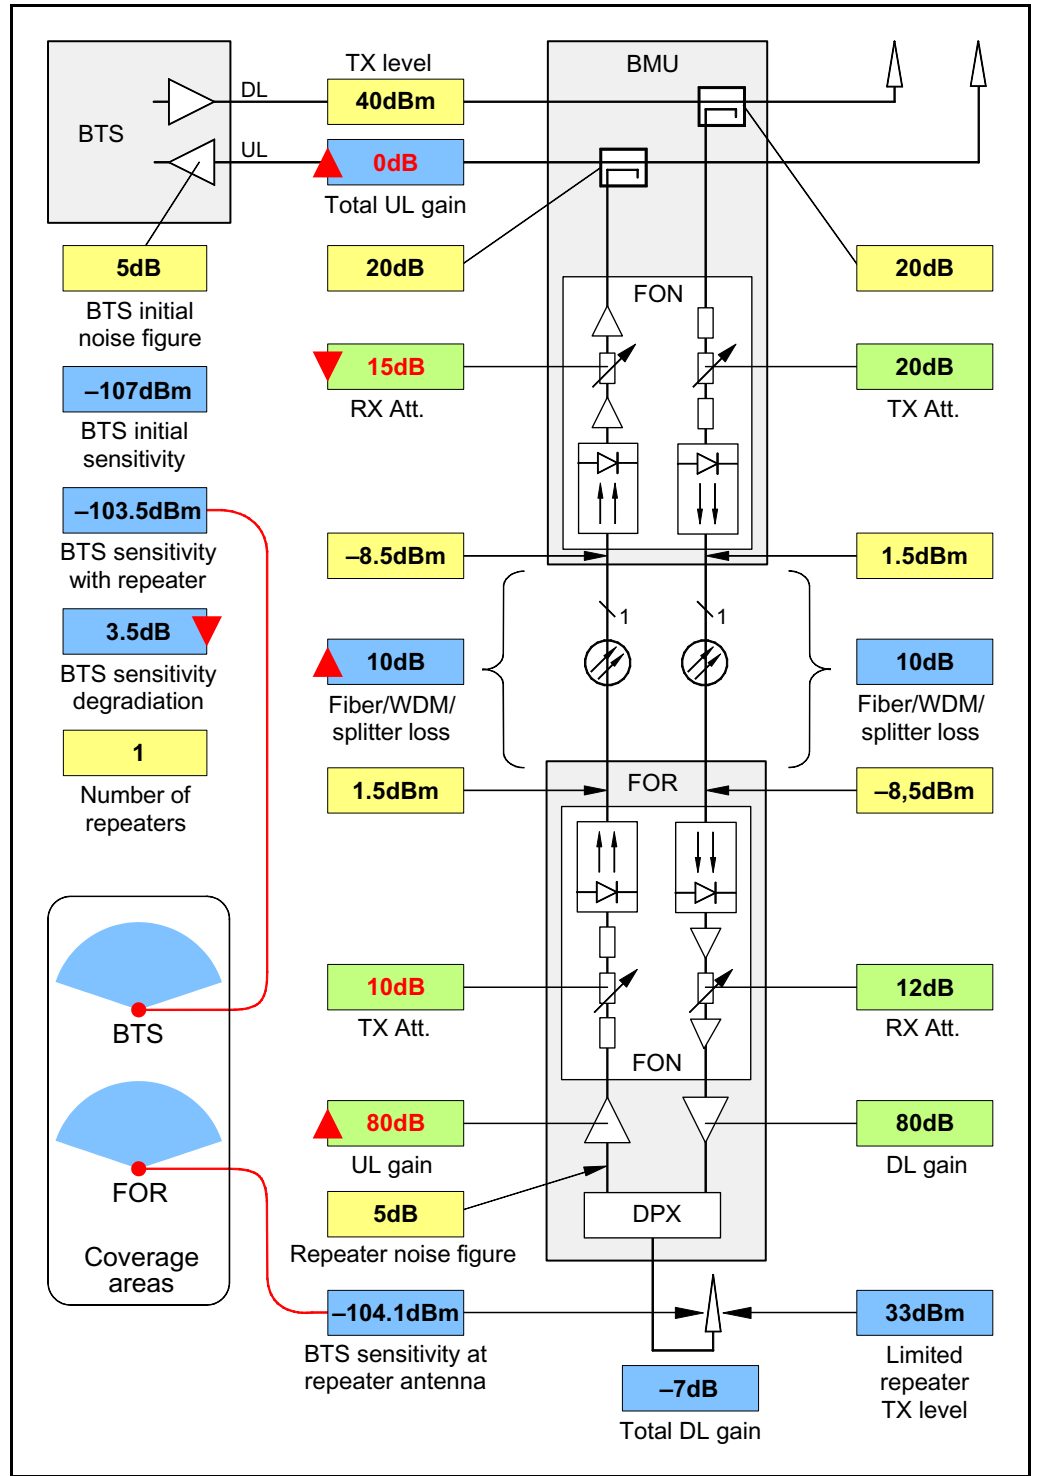 TX level
BMU
DL
40dBm
BTS
UL
0dB
Total UL gain
5dB
20dB
20dB
BTS initial
noise figure
FON
–107dBm
15dB
20dB
RX Att.
TX Att.
BTS initial
sensitivity
–103.5dBm
BTS sensitivity
with repeater
–8.5dBm
1.5dBm
3.5dB
1
1
BTS sensitivity
degradation
10dB
10dB
Fiber/WDM/
splitter loss
Fiber/WDM/
splitter loss
1
Number of
repeaters
1.5dBm
FOR
–8,5dBm
BTS
10dB
12dB
TX Att.
RX Att.
FON
80dB
80dB
UL gain
DL gain
FOR
5dB
DPX
Repeater noise figure
Coverage
areas
–104.1dBm
33dBm
BTS sensitivity at
repeater antenna
Limited
repeater
TX level
–7dB
Total DL gain